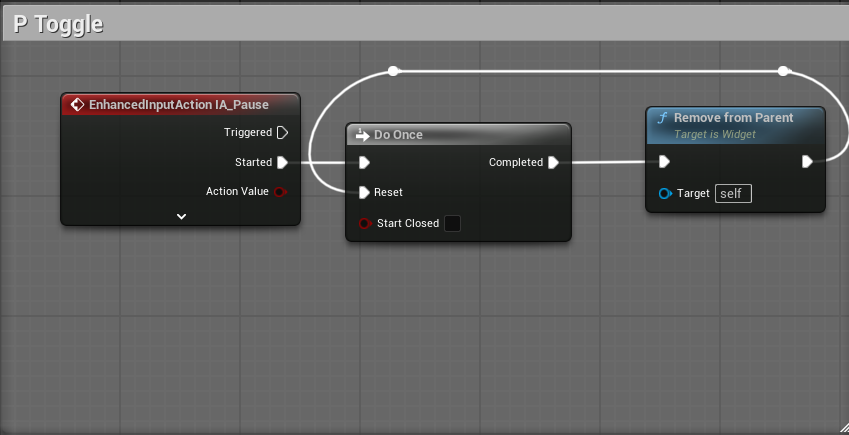 P Toggle
EnhancedInputAction IA_Pause
Triggered
Started
Action Value
1
Do Once
Completed
Reset
Start Closed
f Remove from Parent
Target is Widget
Target self